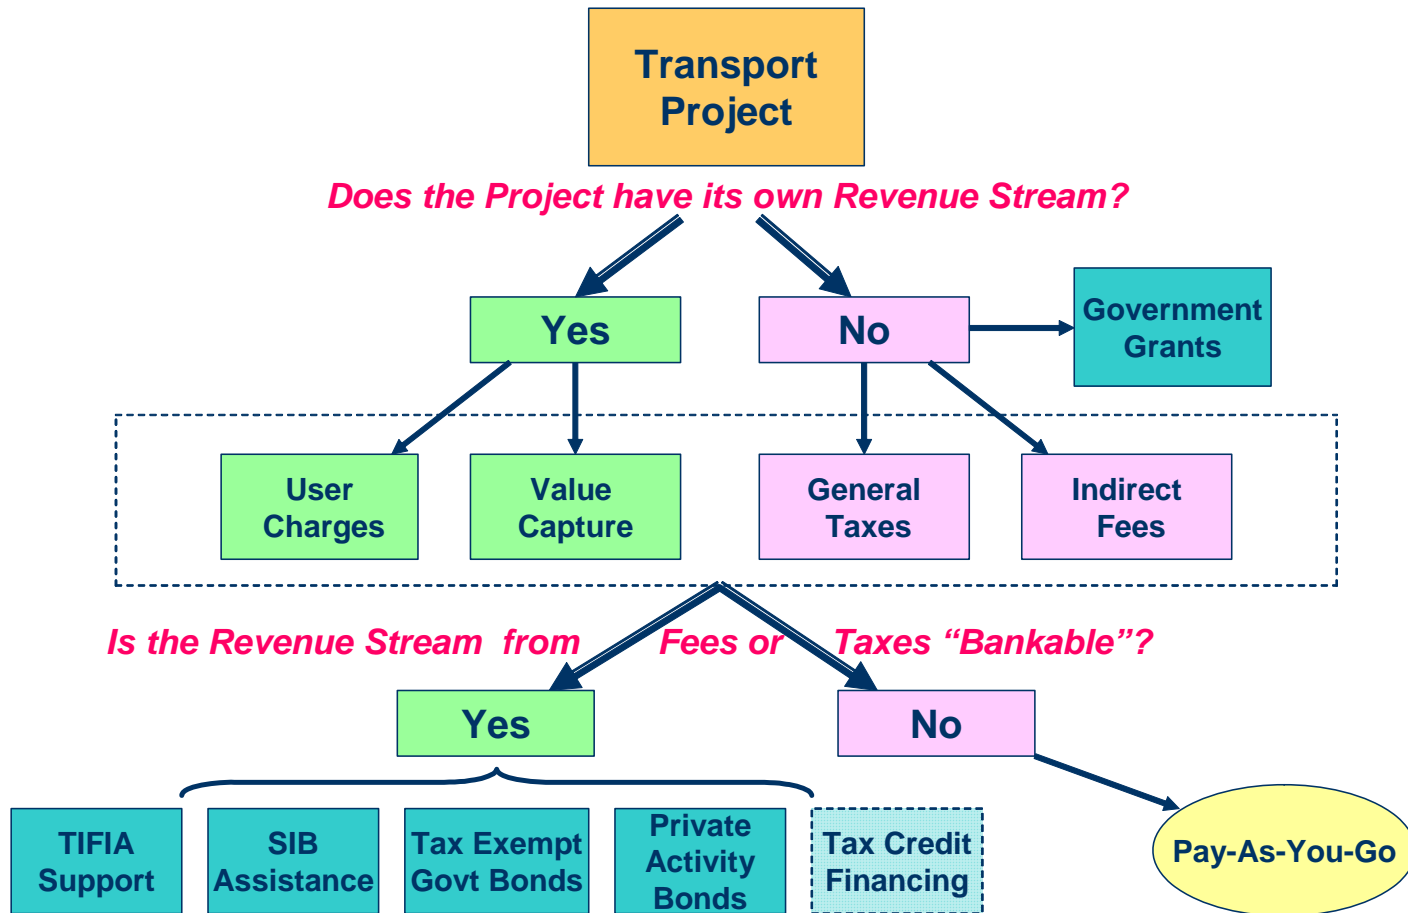 Transport
Project
Does the Project have its own Revenue Stream?
Yes
No
Government
Grants
User
Charges
Value
Capture
General
Taxes
Indirect
Fees
Is the Revenue Stream from Fees or Taxes “Bankable”?
Yes
No
TIFIA
Support
SIB
Assistance
Tax Exempt
Govt Bonds
Private
Activity
Bonds
Tax Credit
Financing
Pay-As-You-Go